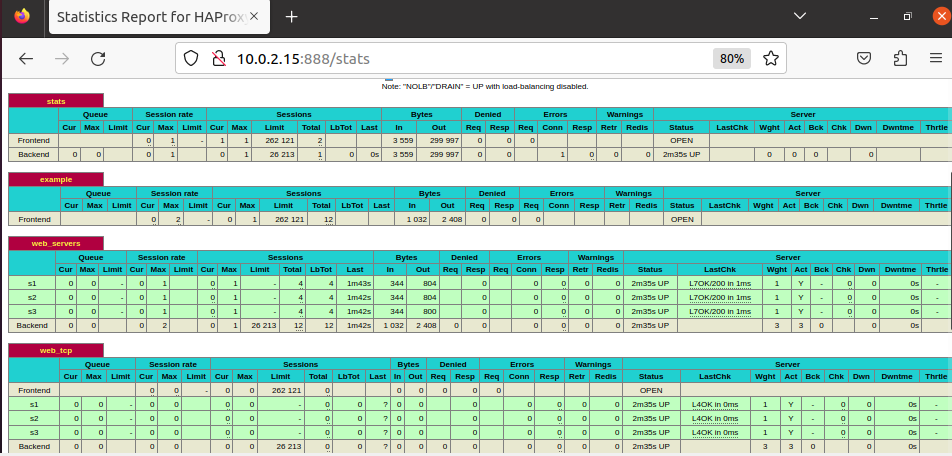 Statistics Report for HAProx
10.0.2.15:888/stats 80%
Note: "NOLB"/"DRAIN" = UP with load-balancing disabled.
stats
Queue Session rate Sessions Bytes Denied Errors Warnings Server
Cur Max Limit Cur Max Limit Cur Max Limit Total LbTot Last In Out Req Resp Req Conn Resp Retr Redis Status LastChk Wght Act Bck Chk Dwn Dwntme Thrtle
Frontend 0 1 - 1 1 262 121 2 3 559 299 997 0 0 0 OPEN
Backend 0 0 0 1 0 1 26 213 1 0 0s 3 559 299 997 0 0 1 0 0 0 2m35s UP 0 0 0 0
example
Queue Session rate Sessions Bytes Denied Errors Warnings Server
Cur Max Limit Cur Max Limit Cur Max Limit Total LbTot Last In Out Req Resp Req Conn Resp Retr Redis Status LastChk Wght Act Bck Chk Dwn Dwntme Thrtle
Frontend 0 2 - 0 1 262 121 12 1 032 2 408 0 0 0 OPEN
web_servers
Queue Session rate Sessions Bytes Denied Errors Warnings Server
Cur Max Limit Cur Max Limit Cur Max Limit Total LbTot Last In Out Req Resp Req Conn Resp Retr Redis Status LastChk Wght Act Bck Chk Dwn Dwntme Thrtle
s1 0 0 - 0 1 0 1 - 4 4 1m43s 344 804 0 0 0 0 0 2m35s UP L7OK/200 in 1ms 1 Y - 0 0 0s -
s2 0 0 - 0 1 0 1 - 4 4 1m42s 344 804 0 0 0 0 0 2m35s UP L7OK/200 in 1ms 1 Y - 0 0 0s -
s3 0 0 - 0 1 0 1 - 4 4 1m42s 344 800 0 0 0 0 0 2m35s UP L7OK/200 in 1ms 1 Y - 0 0 0s -
Backend 0 0 0 2 0 1 26 213 12 12 1m42s 1 032 2 408 0 0 0 0 0 0 2m35s UP 3 3 0 0 0s
web_tcp
Queue Session rate Sessions Bytes Denied Errors Warnings Server
Cur Max Limit Cur Max Limit Cur Max Limit Total LbTot Last In Out Req Resp Req Conn Resp Retr Redis Status LastChk Wght Act Bck Chk Dwn Dwntme Thrtle
Frontend 0 0 - 0 0 262 121 0 0 0 0 0 0 OPEN
s1 0 0 - 0 0 0 0 - 0 0 ? 0 0 0 0 0 0 0 2m35s UP L4OK in 0ms 1 Y - 0 0 0s -
s2 0 0 - 0 0 0 0 - 0 0 ? 0 0 0 0 0 0 0 2m35s UP L4OK in 0ms 1 Y - 0 0 0s -
s3 0 0 - 0 0 0 0 - 0 0 ? 0 0 0 0 0 0 0 2m35s UP L4OK in 0ms 1 Y - 0 0 0s -
Backend 0 0 0 0 0 0 26 213 0 0 ? 0 0 0 0 0 0 0 0 2m35s UP 3 3 0 0 0s